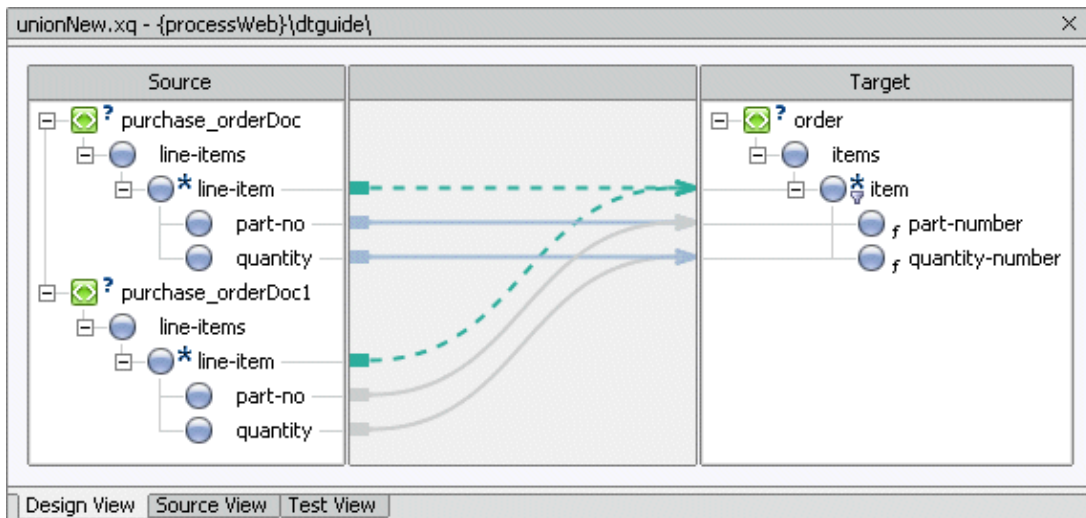 unionNew.xq - {processWeb}\dtguide\
Source
Target
? purchase_orderDoc
line-items
* line-item
part-no
quantity
? purchase_orderDoc1
line-items
* line-item
part-no
quantity
? order
items
* item
f part-number
f quantity-number
Design View
Source View
Test View